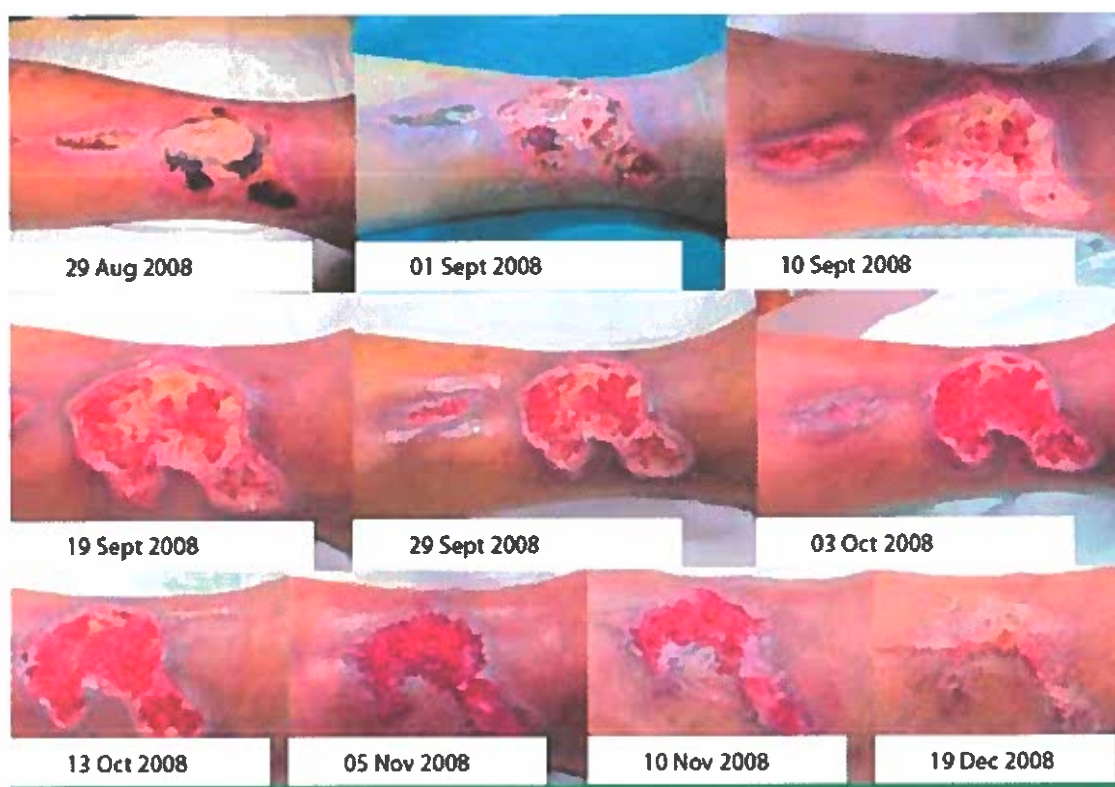 29 Aug 2008
01 Sept 2008
10 Sept 2008
19 Sept 2008
29 Sept 2008
03 Oct 2008
13 Oct 2008
05 Nov 2008
10 Nov 2008
19 Dec 2008